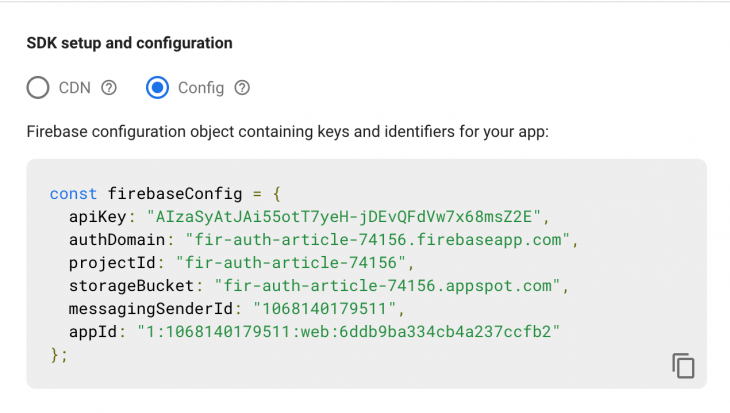 SDK setup and configuration
CDN ? Config ?
Firebase configuration object containing keys and identifiers for your app:
const firebaseConfig = {
apiKey: "AIzaSyAtJAi55otT7yeH-jDEvQFdVw7x68msZ2E",
authDomain: "fir-auth-article-74156.firebaseapp.com",
projectId: "fir-auth-article-74156",
storageBucket: "fir-auth-article-74156.appspot.com",
messagingSenderId: "1068140179511",
appId: "1:1068140179511:web:6ddb9ba334cb4a237ccfb2"
};